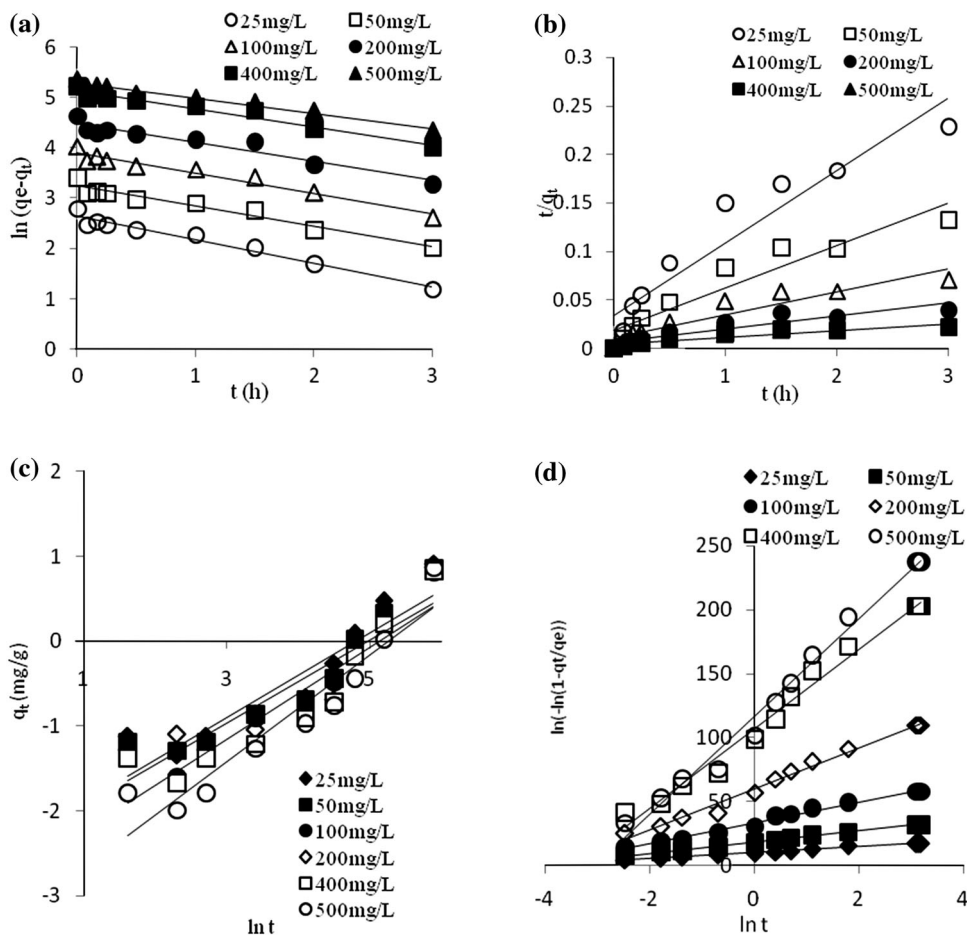 (a)
25mg/L 50mg/L
100mg/L 200mg/L
400mg/L 500mg/L
6
5
4
3
2
1
0
0 1 2 3
ln (qe-qt)
t (h)
(b)
25mg/L 50mg/L
100mg/L 200mg/L
400mg/L 500mg/L
0.3
0.25
0.2
0.15
0.1
0.05
0
0 1 2 3
t/qt
t (h)
(c)
2
1
0
-1
-2
-3
1 3 5
qt (mg/g)
25mg/L
50mg/L
100mg/L
200mg/L
400mg/L
500mg/L
ln t
(d)
25mg/L 50mg/L
100mg/L 200mg/L
400mg/L 500mg/L
250
200
150
100
50
0
-4 -2 0 2 4
ln(-ln(1-qt/qe))
ln t